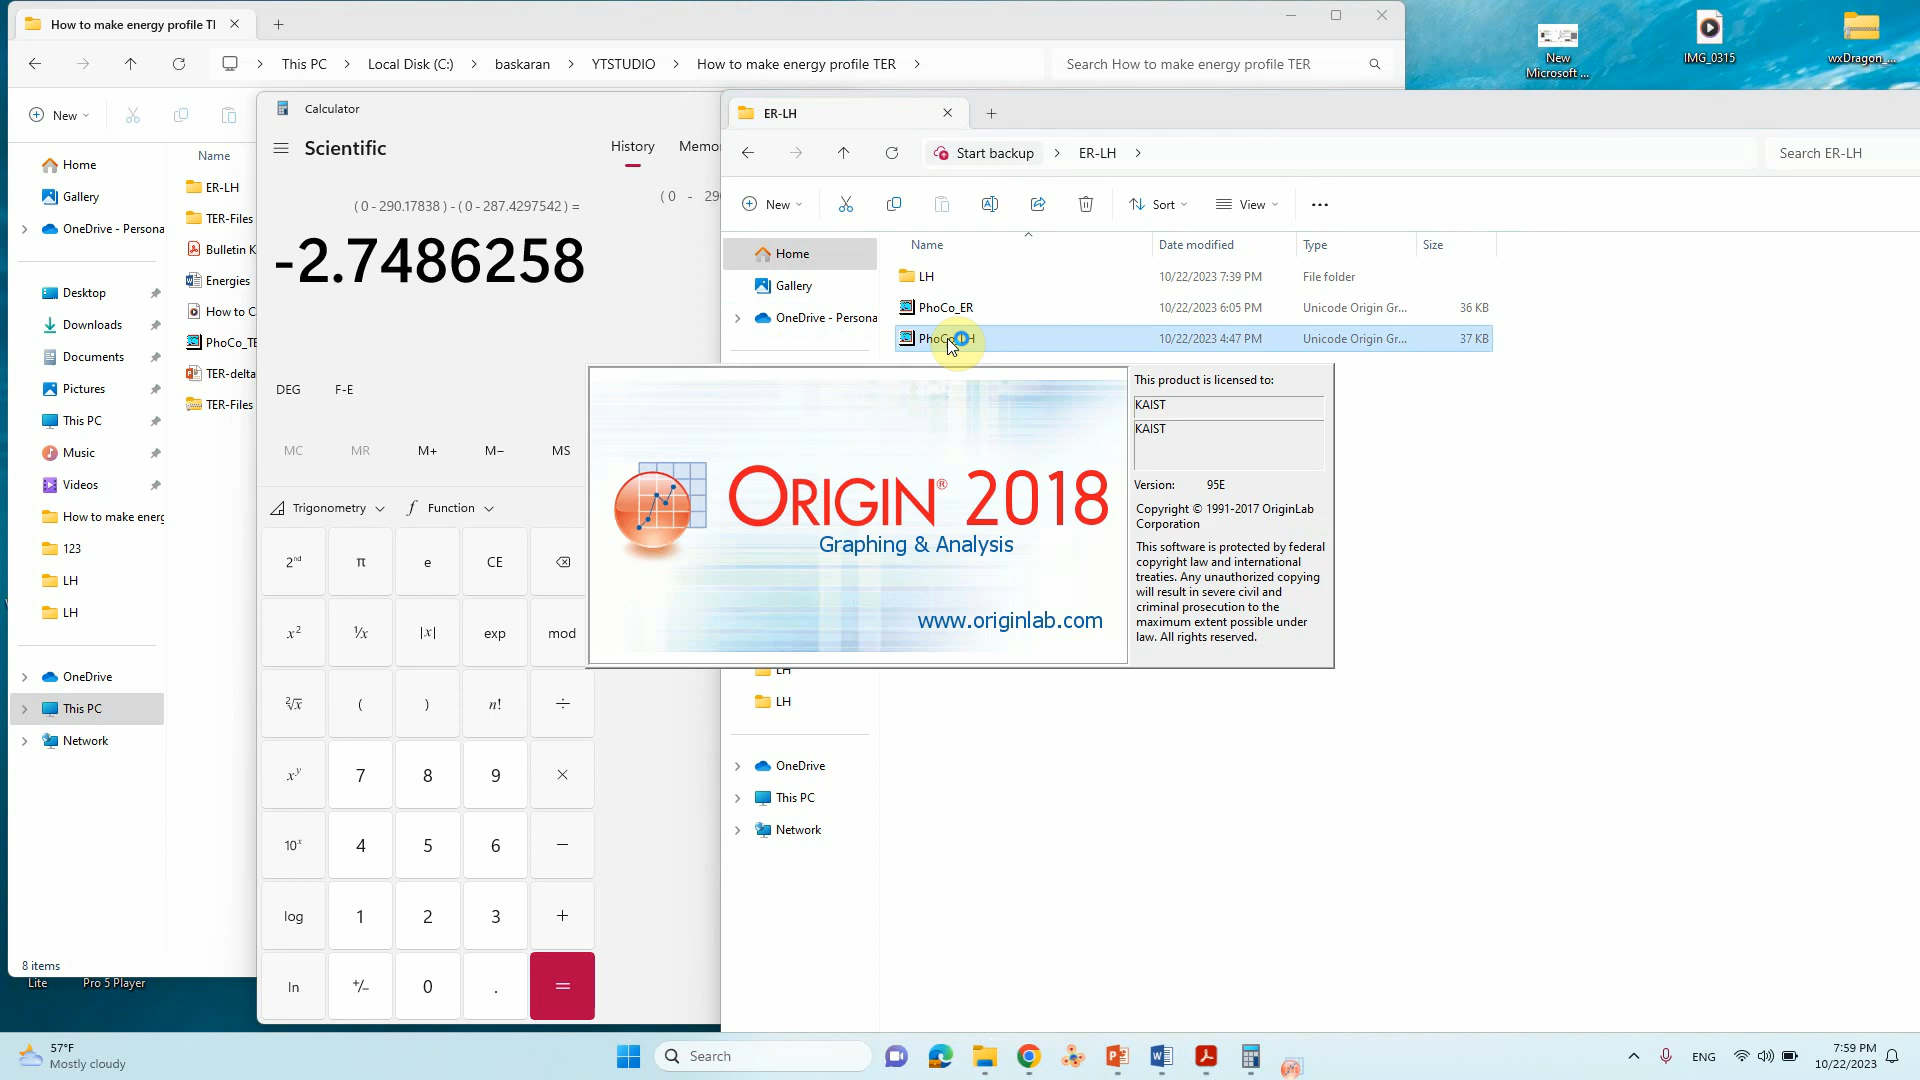 How to make energy profile TI
This PC
Local Disk (C:)
baskaran
YTSTUDIO
How to make energy profile TER
Search How to make energy profile TER
New
Name
Home
Gallery
OneDrive - Persona
Desktop
Downloads
Documents
Pictures
This PC
Music
Videos
How to make energ
123
LH
LH
OneDrive
This PC
Network
ER-LH
TER-Files
Bulletin K
Energies
How to C
PhoCo_TE
TER-delta
TER-Files
8 items
Lite
Pro 5 Player
Calculator
Scientific
History
Memo
(0 - 290.17838) - (0 - 287.4297542) =
(0 - 29
-2.7486258
DEG
F-E
MC
MR
M+
M−
MS
Trigonometry
f Function
2nd
π
e
CE
x²
¹/x
|x|
exp
mod
²√x
(
)
n!
÷
xʸ
7
8
9
×
10ˣ
4
5
6
−
log
1
2
3
+
ln
+/−
0
.
=
ER-LH
Start backup
ER-LH
Search ER-LH
New
Sort
View
Home
Gallery
OneDrive - Persona
LH
LH
OneDrive
This PC
Network
Name
Date modified
Type
Size
LH
10/22/2023 7:39 PM
File folder
PhoCo_ER
10/22/2023 6:05 PM
Unicode Origin Gr...
36 KB
PhoCo_LH
10/22/2023 4:47 PM
Unicode Origin Gr...
37 KB
ORIGIN® 2018
Graphing & Analysis
www.originlab.com
This product is licensed to:
KAIST
KAIST
Version: 95E
Copyright © 1991-2017 OriginLab
Corporation
This software is protected by federal
copyright law and international
treaties. Any unauthorized copying
will result in severe civil and
criminal prosecution to the
maximum extent possible under
law. All rights reserved.
New
Microsoft ...
IMG_0315
wxDragon_...
57°F
Mostly cloudy
Search
ENG
7:59 PM
10/22/2023